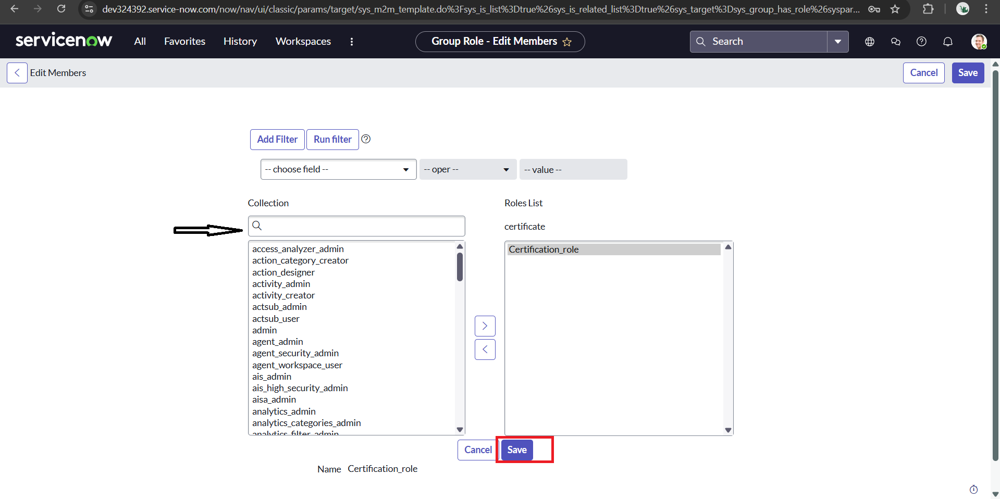 dev324392.service-now.com/now/nav/ui/classic/params/target/sys_m2m_template.do%3Fsys_is_list%3Dtrue%26sys_is_related_list%3Dtrue%26sys_target%3Dsys_group_has_role%26syspar...
servicenow All Favorites History Workspaces Group Role - Edit Members Search
Edit Members Cancel Save
Add Filter Run filter
-- choose field -- -- oper -- -- value --
Collection
access_analyzer_admin
action_category_creator
action_designer
activity_admin
activity_creator
actsub_admin
actsub_user
admin
agent_admin
agent_security_admin
agent_workspace_user
ais_admin
ais_high_security_admin
aisa_admin
analytics_admin
analytics_categories_admin
analytics_filter_admin
Roles List
certificate
Certification_role
Cancel Save
Name Certification_role